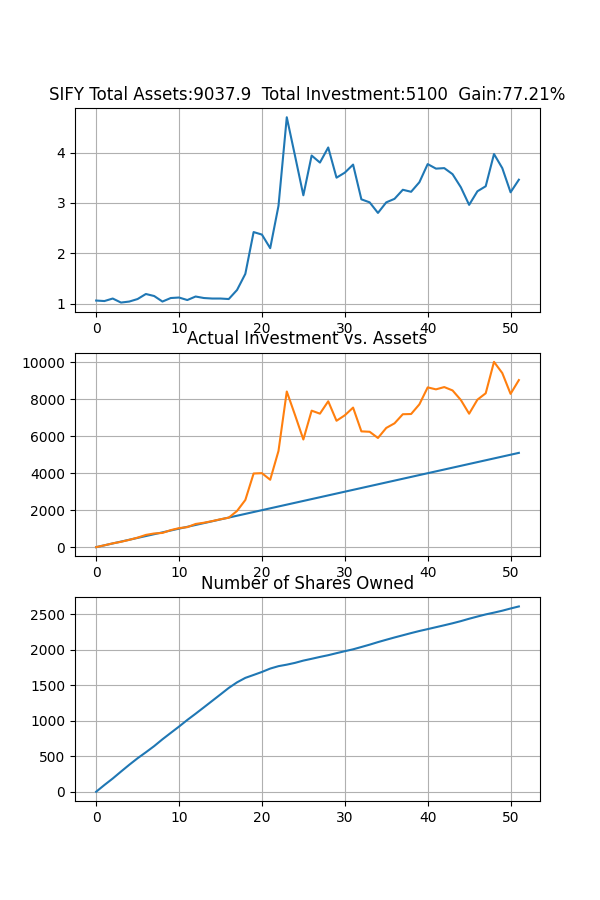 SIFY Total Assets:9037.9  Total Investment:5100  Gain:77.21%
4
3
2
1
0 10 20 30 40 50
Actual Investment vs. Assets
10000
8000
6000
4000
2000
0
0 10 20 30 40 50
Number of Shares Owned
2500
2000
1500
1000
500
0
0 10 20 30 40 50